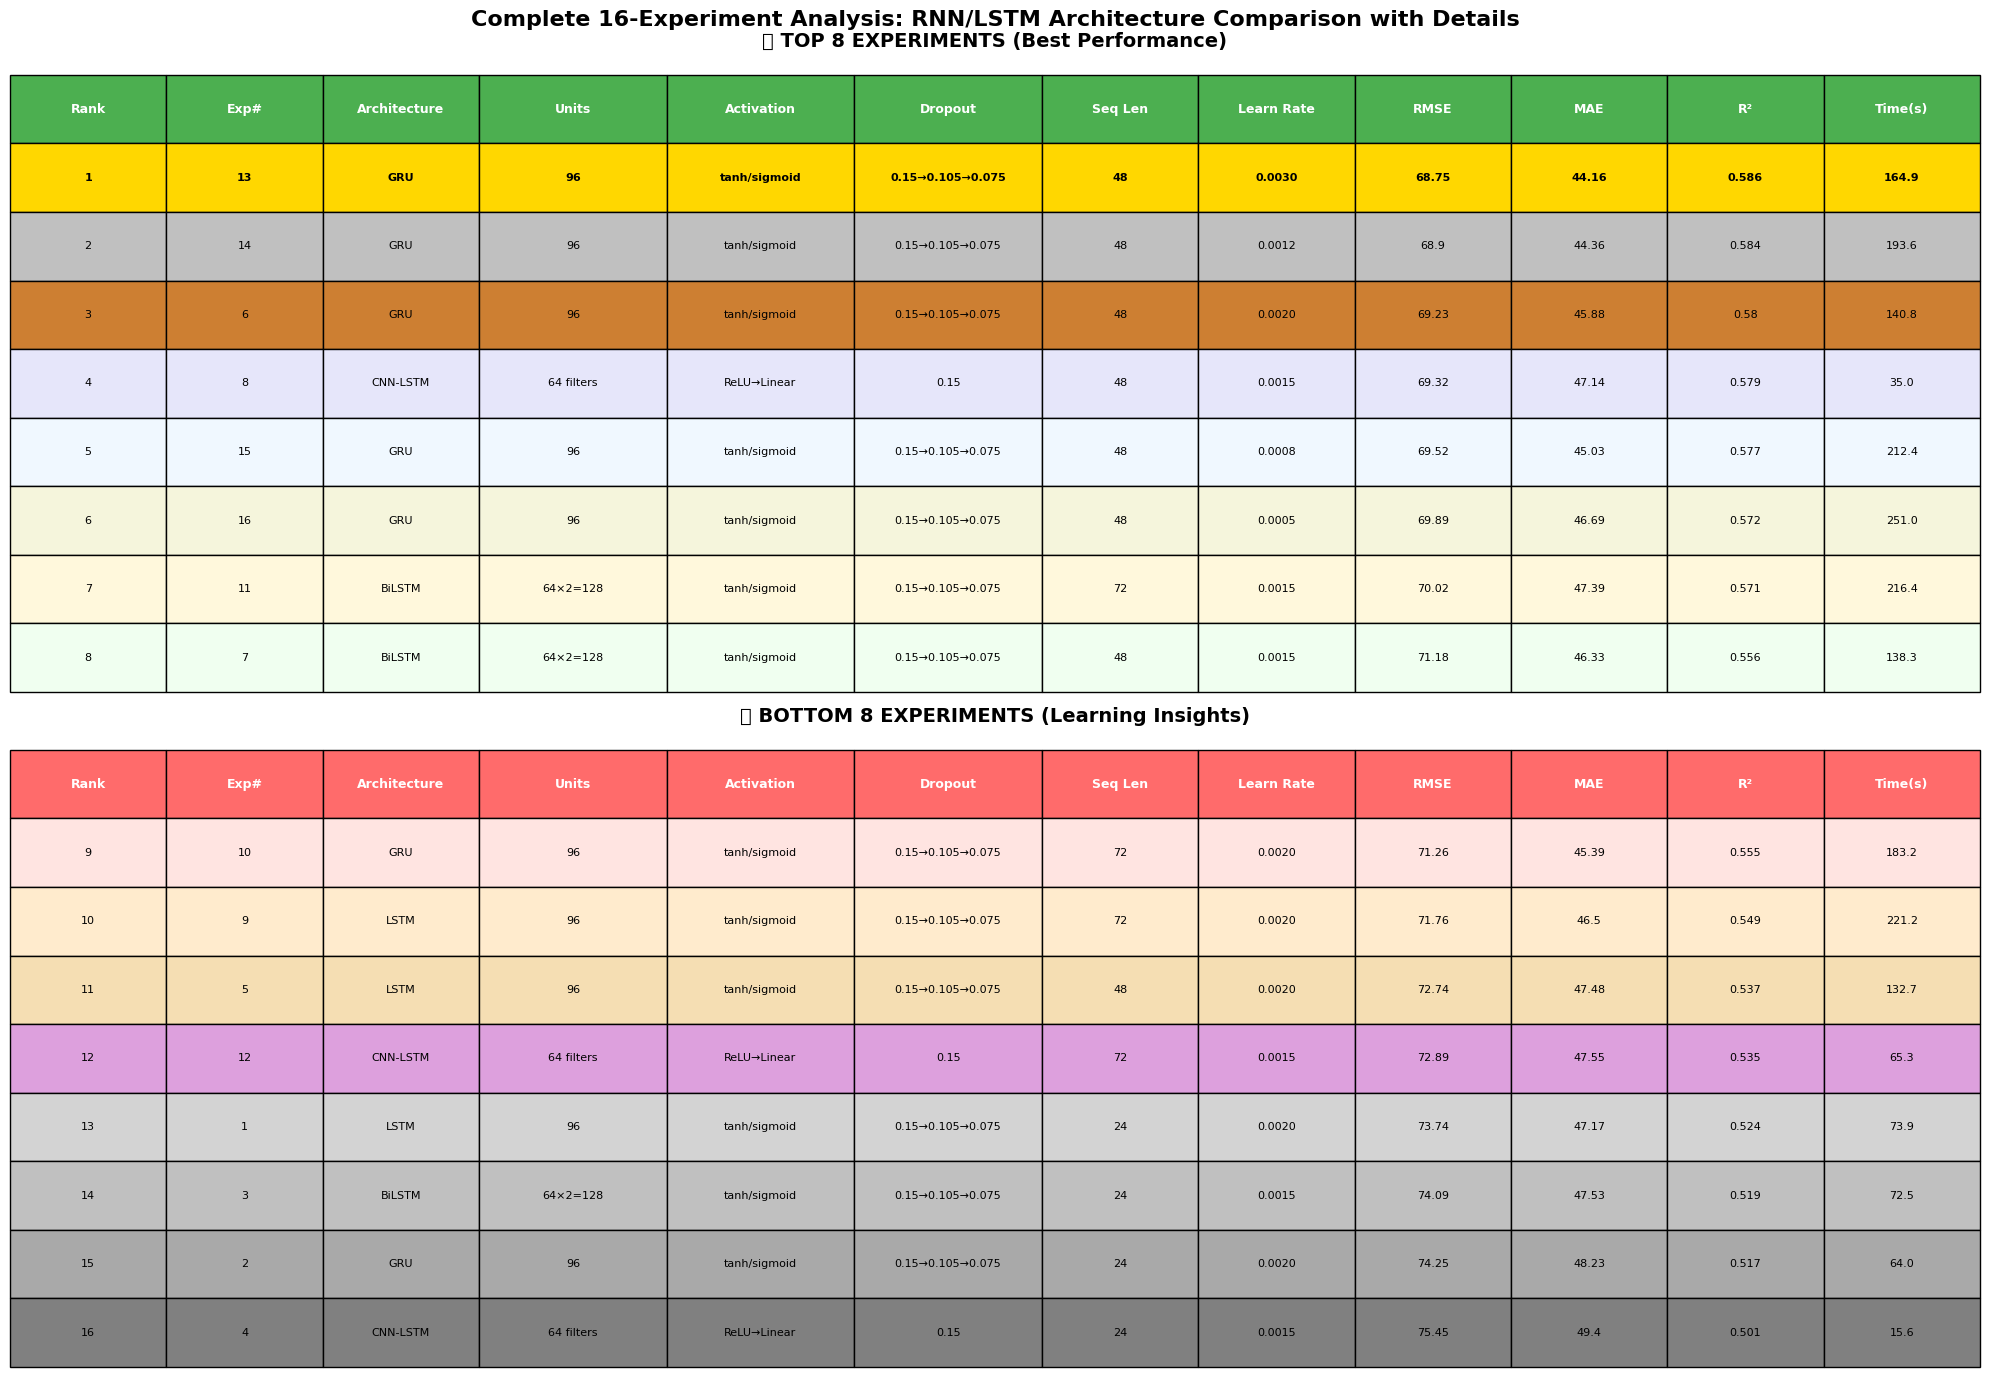 Complete 16-Experiment Analysis: RNN/LSTM Architecture Comparison with Details
TOP 8 EXPERIMENTS (Best Performance)
Rank Exp# Architecture Units Activation Dropout Seq Len Learn Rate RMSE MAE R² Time(s)
1 13 GRU 96 tanh/sigmoid 0.15→0.105→0.075 48 0.0030 68.75 44.16 0.586 164.9
2 14 GRU 96 tanh/sigmoid 0.15→0.105→0.075 48 0.0012 68.9 44.36 0.584 193.6
3 6 GRU 96 tanh/sigmoid 0.15→0.105→0.075 48 0.0020 69.23 45.88 0.58 140.8
4 8 CNN-LSTM 64 filters ReLU→Linear 0.15 48 0.0015 69.32 47.14 0.579 35.0
5 15 GRU 96 tanh/sigmoid 0.15→0.105→0.075 48 0.0008 69.52 45.03 0.577 212.4
6 16 GRU 96 tanh/sigmoid 0.15→0.105→0.075 48 0.0005 69.89 46.69 0.572 251.0
7 11 BiLSTM 64×2=128 tanh/sigmoid 0.15→0.105→0.075 72 0.0015 70.02 47.39 0.571 216.4
8 7 BiLSTM 64×2=128 tanh/sigmoid 0.15→0.105→0.075 48 0.0015 71.18 46.33 0.556 138.3
BOTTOM 8 EXPERIMENTS (Learning Insights)
Rank Exp# Architecture Units Activation Dropout Seq Len Learn Rate RMSE MAE R² Time(s)
9 10 GRU 96 tanh/sigmoid 0.15→0.105→0.075 72 0.0020 71.26 45.39 0.555 183.2
10 9 LSTM 96 tanh/sigmoid 0.15→0.105→0.075 72 0.0020 71.76 46.5 0.549 221.2
11 5 LSTM 96 tanh/sigmoid 0.15→0.105→0.075 48 0.0020 72.74 47.48 0.537 132.7
12 12 CNN-LSTM 64 filters ReLU→Linear 0.15 72 0.0015 72.89 47.55 0.535 65.3
13 1 LSTM 96 tanh/sigmoid 0.15→0.105→0.075 24 0.0020 73.74 47.17 0.524 73.9
14 3 BiLSTM 64×2=128 tanh/sigmoid 0.15→0.105→0.075 24 0.0015 74.09 47.53 0.519 72.5
15 2 GRU 96 tanh/sigmoid 0.15→0.105→0.075 24 0.0020 74.25 48.23 0.517 64.0
16 4 CNN-LSTM 64 filters ReLU→Linear 0.15 24 0.0015 75.45 49.4 0.501 15.6